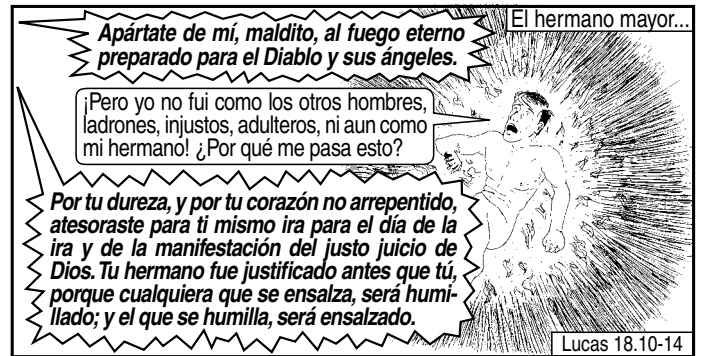 El hermano mayor...
Apártate de mí, maldito, al fuego eterno
preparado para el Diablo y sus ángeles.
¡Pero yo no fui como los otros hombres,
ladrones, injustos, adulteros, ni aun como
mi hermano! ¿Por qué me pasa esto?
Por tu dureza, y por tu corazón no arrepentido,
atesoraste para ti mismo ira para el día de la
ira y de la manifestación del justo juicio de
Dios. Tu hermano fue justificado antes que tú,
porque cualquiera que se ensalza, será humi-
llado; y el que se humilla, será ensalzado.
Lucas 18.10-14